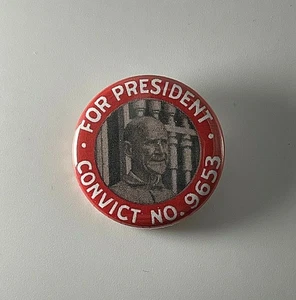 · FOR PRESIDENT ·
CONVICT NO. 9653